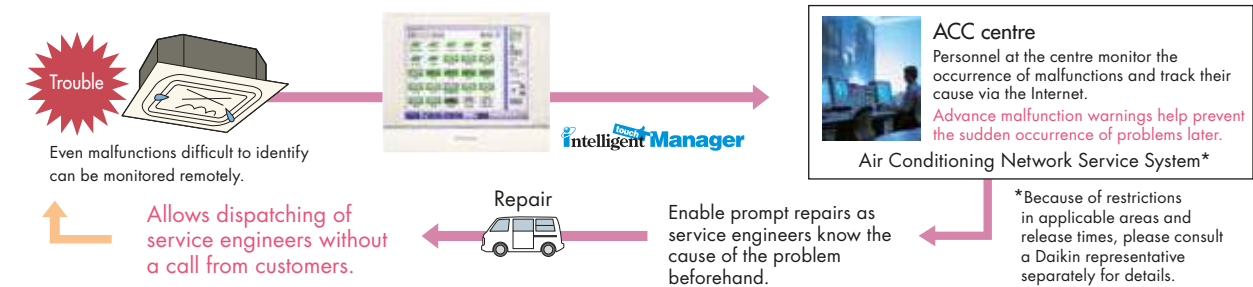 Trouble
Even malfunctions difficult to identify
can be monitored remotely.
intelligent touch Manager
ACC centre
Personnel at the centre monitor the
occurrence of malfunctions and track their
cause via the Internet.
Advance malfunction warnings help prevent
the sudden occurrence of problems later.
Air Conditioning Network Service System*
*Because of restrictions
in applicable areas and
release times, please consult
a Daikin representative
separately for details.
Enable prompt repairs as
service engineers know the
cause of the problem
beforehand.
Repair
Allows dispatching of
service engineers without
a call from customers.